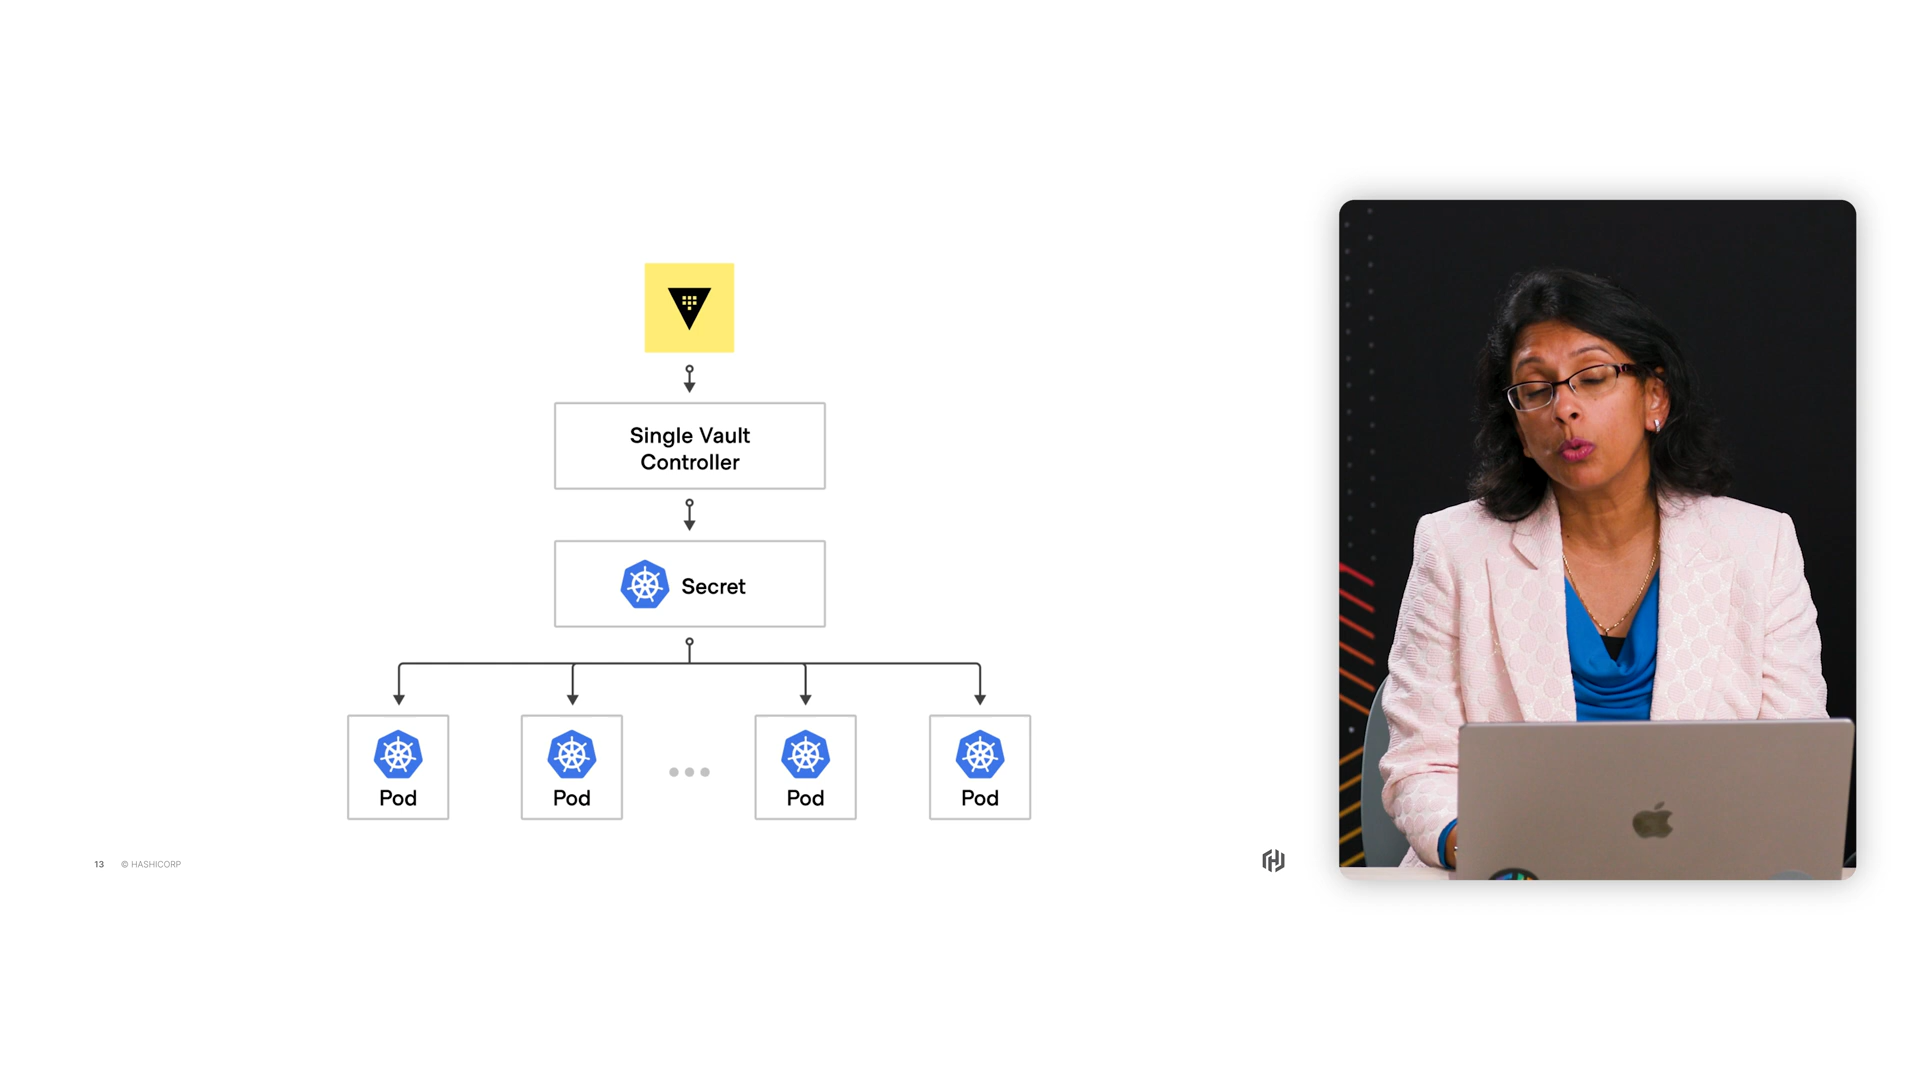 Single Vault
Controller
Secret
Pod
Pod
Pod
Pod
13
© HASHICORP